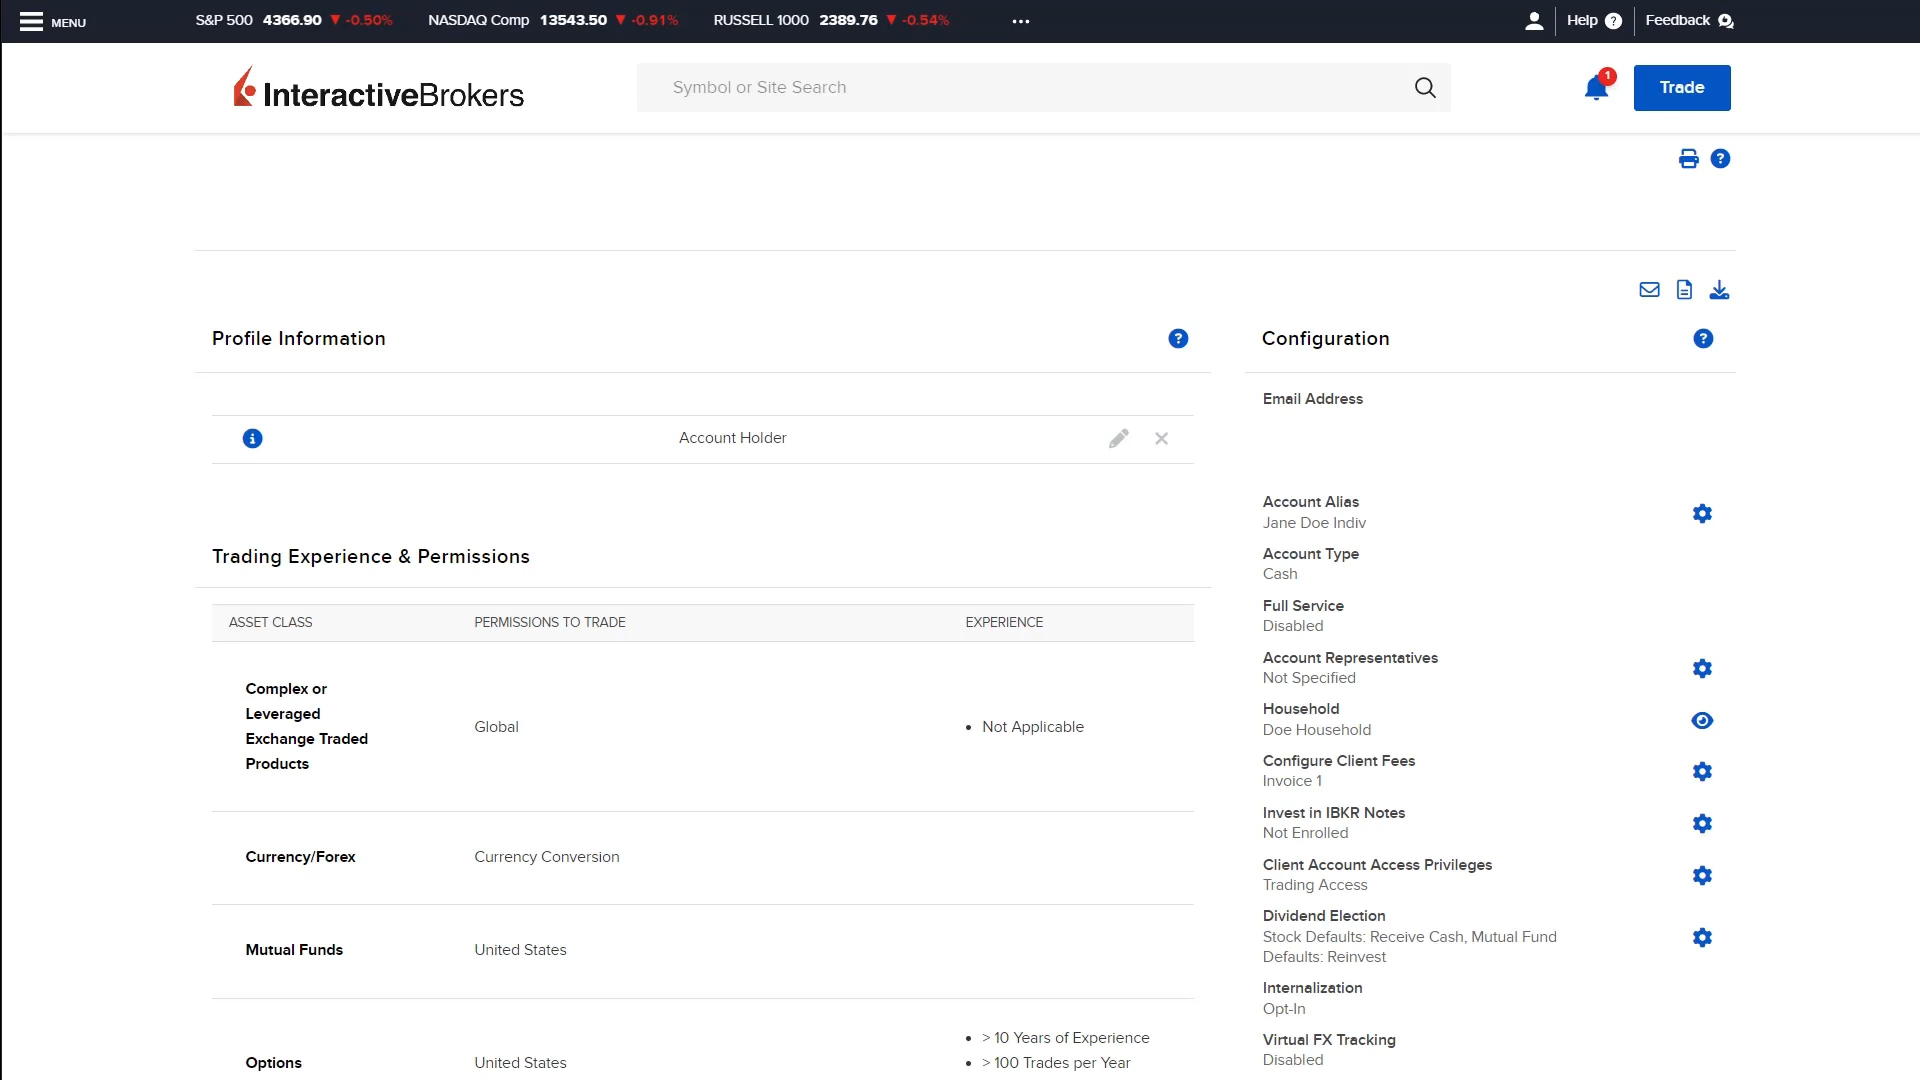 MENU
S&P 500 4366.90 ▼ -0.50%
NASDAQ Comp 13543.50 ▼ -0.91%
RUSSELL 1000 2389.76 ▼ -0.54%
...
Help ?
Feedback
InteractiveBrokers
Symbol or Site Search
1
Trade
?
Profile Information
?
i
Account Holder
Trading Experience & Permissions
ASSET CLASS
PERMISSIONS TO TRADE
EXPERIENCE
Complex or
Leveraged
Exchange Traded
Products
Global
• Not Applicable
Currency/Forex
Currency Conversion
Mutual Funds
United States
Options
United States
• > 10 Years of Experience
• > 100 Trades per Year
Configuration
?
Email Address
Account Alias
Jane Doe Indiv
Account Type
Cash
Full Service
Disabled
Account Representatives
Not Specified
Household
Doe Household
Configure Client Fees
Invoice 1
Invest in IBKR Notes
Not Enrolled
Client Account Access Privileges
Trading Access
Dividend Election
Stock Defaults: Receive Cash, Mutual Fund
Defaults: Reinvest
Internalization
Opt-In
Virtual FX Tracking
Disabled